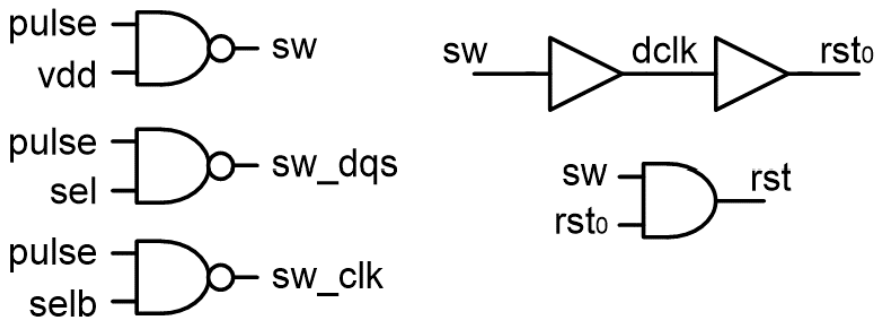 pulse
vdd
sw
pulse
sel
sw_dqs
pulse
selb
sw_clk
sw
dclk
rst₀
sw
rst₀
rst